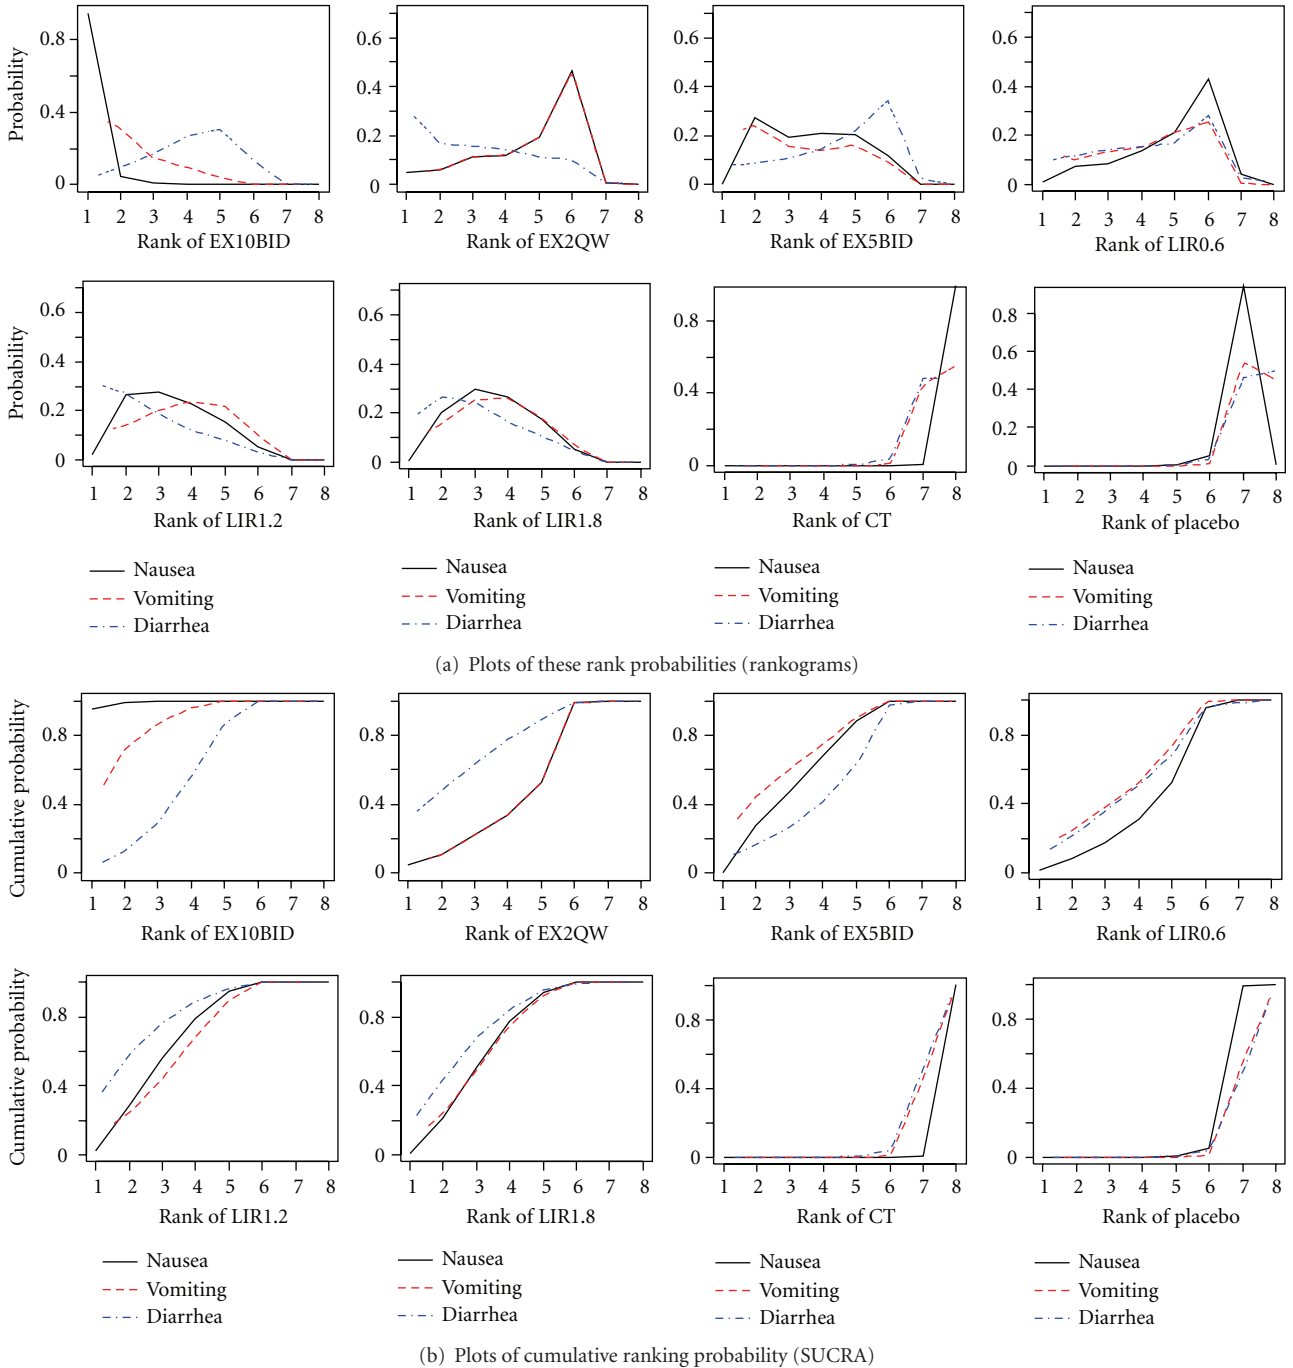 Probability
0.8
0.4
0
1 2 3 4 5 6 7 8
Rank of EX10BID
0.6
0.4
0.2
0
1 2 3 4 5 6 7 8
Rank of EX2QW
0.6
0.4
0.2
0
1 2 3 4 5 6 7 8
Rank of EX5BID
0.6
0.4
0.2
0
1 2 3 4 5 6 7 8
Rank of LIR0.6
Probability
0.6
0.4
0.2
0
1 2 3 4 5 6 7 8
Rank of LIR1.2
0.6
0.4
0.2
0
1 2 3 4 5 6 7 8
Rank of LIR1.8
0.8
0.4
0
1 2 3 4 5 6 7 8
Rank of CT
0.8
0.6
0.4
0.2
0
1 2 3 4 5 6 7 8
Rank of placebo
Nausea
Vomiting
Diarrhea
Nausea
Vomiting
Diarrhea
Nausea
Vomiting
Diarrhea
Nausea
Vomiting
Diarrhea
(a) Plots of these rank probabilities (rankograms)
Cumulative probability
0.8
0.4
0
1 2 3 4 5 6 7 8
Rank of EX10BID
0.8
0.4
0
1 2 3 4 5 6 7 8
Rank of EX2QW
0.8
0.4
0
1 2 3 4 5 6 7 8
Rank of EX5BID
0.8
0.4
0
1 2 3 4 5 6 7 8
Rank of LIR0.6
Cumulative probability
0.8
0.4
0
1 2 3 4 5 6 7 8
Rank of LIR1.2
0.8
0.4
0
1 2 3 4 5 6 7 8
Rank of LIR1.8
0.8
0.4
0
1 2 3 4 5 6 7 8
Rank of CT
0.8
0.4
0
1 2 3 4 5 6 7 8
Rank of placebo
Nausea
Vomiting
Diarrhea
Nausea
Vomiting
Diarrhea
Nausea
Vomiting
Diarrhea
Nausea
Vomiting
Diarrhea
(b) Plots of cumulative ranking probability (SUCRA)